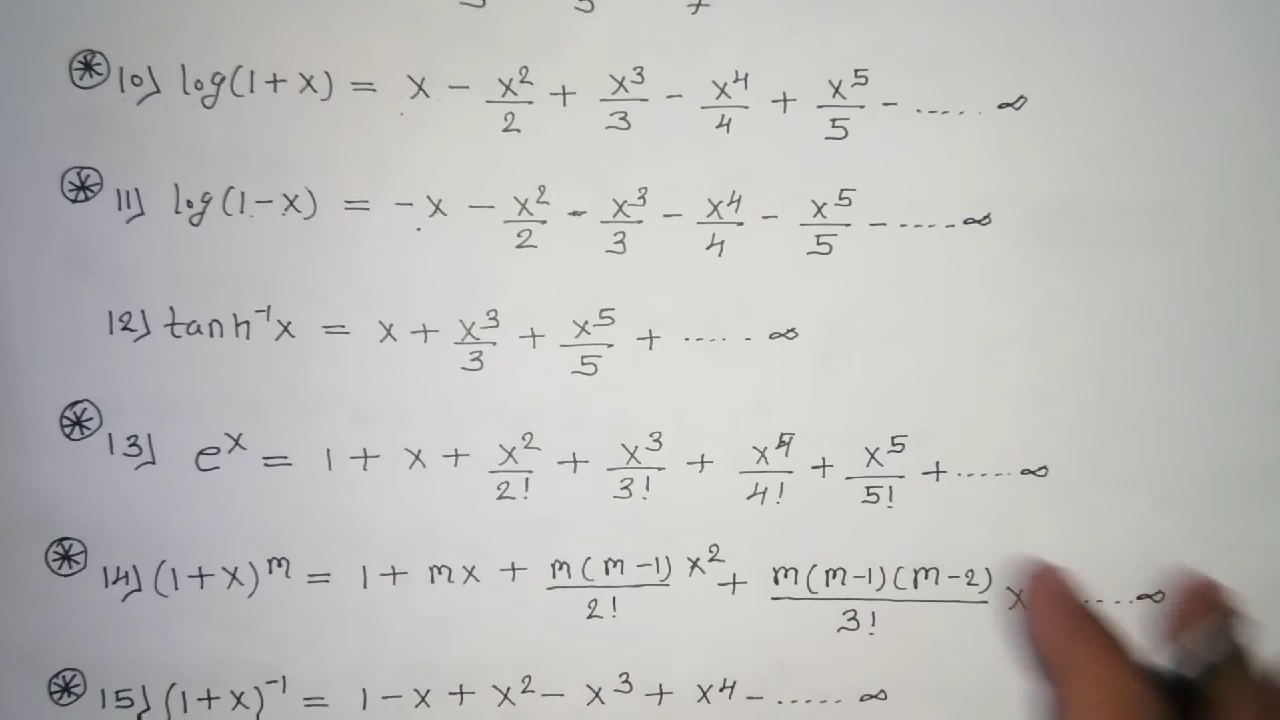 ⊛ 10) log(1+x) = x - x²/2 + x³/3 - x⁴/4 + x⁵/5 - ..... ∞
⊛ 11) log(1-x) = -x - x²/2 - x³/3 - x⁴/4 - x⁵/5 - ..... ∞
12) tanh⁻¹x = x + x³/3 + x⁵/5 + ..... ∞
⊛ 13) eˣ = 1 + x + x²/2! + x³/3! + x⁴/4! + x⁵/5! + ..... ∞
⊛ 14) (1+x)ᵐ = 1 + mx + m(m-1)/2! x² + m(m-1)(m-2)/3! x ..... ∞
⊛ 15) (1+x)⁻¹ = 1 - x + x² - x³ + x⁴ - ..... ∞